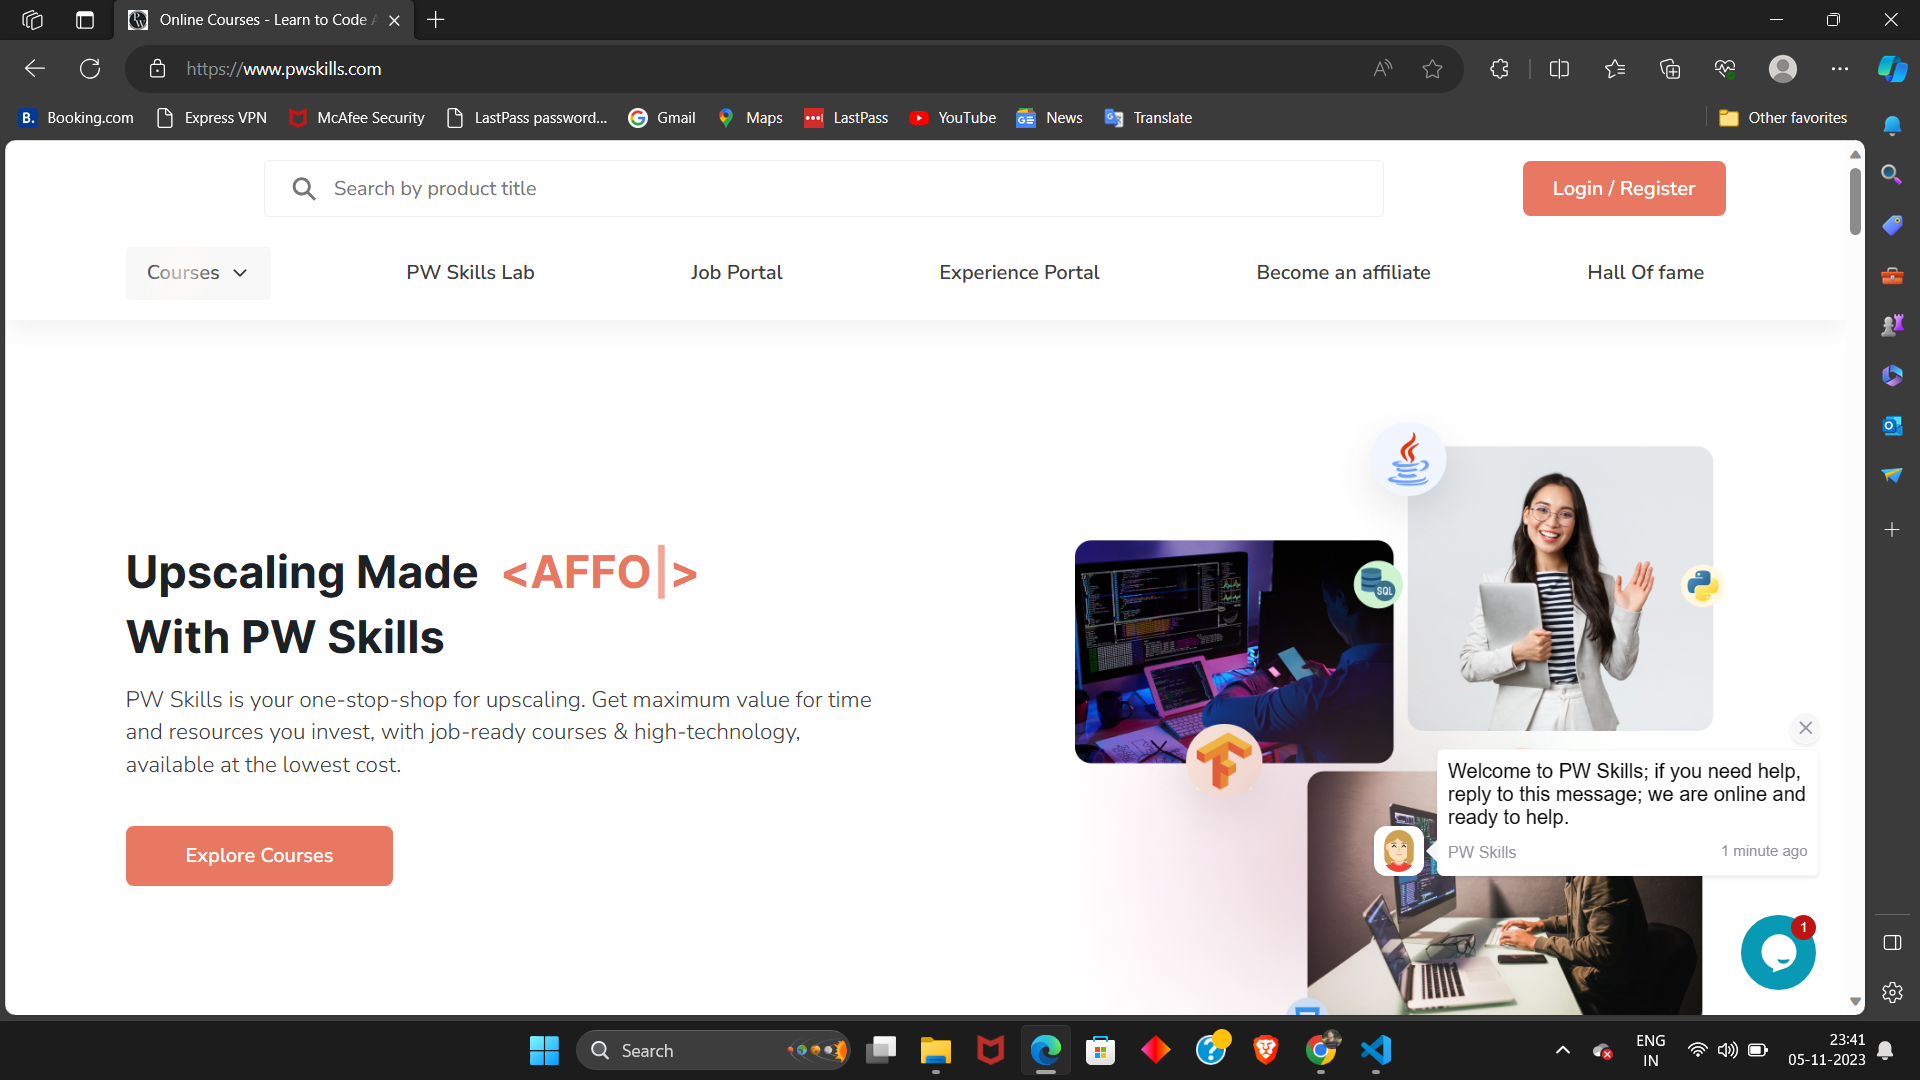 Online Courses - Learn to Code A
https://www.pwskills.com
Booking.com
Express VPN
McAfee Security
LastPass password...
Gmail
Maps
LastPass
YouTube
News
Translate
Other favorites
Search by product title
Login / Register
Courses
PW Skills Lab
Job Portal
Experience Portal
Become an affiliate
Hall Of fame
Upscaling Made <AFFO|>
With PW Skills
PW Skills is your one-stop-shop for upscaling. Get maximum value for time
and resources you invest, with job-ready courses & high-technology,
available at the lowest cost.
Explore Courses
SQL
Welcome to PW Skills; if you need help,
reply to this message; we are online and
ready to help.
PW Skills
1 minute ago
1
Search
ENG
IN
23:41
05-11-2023